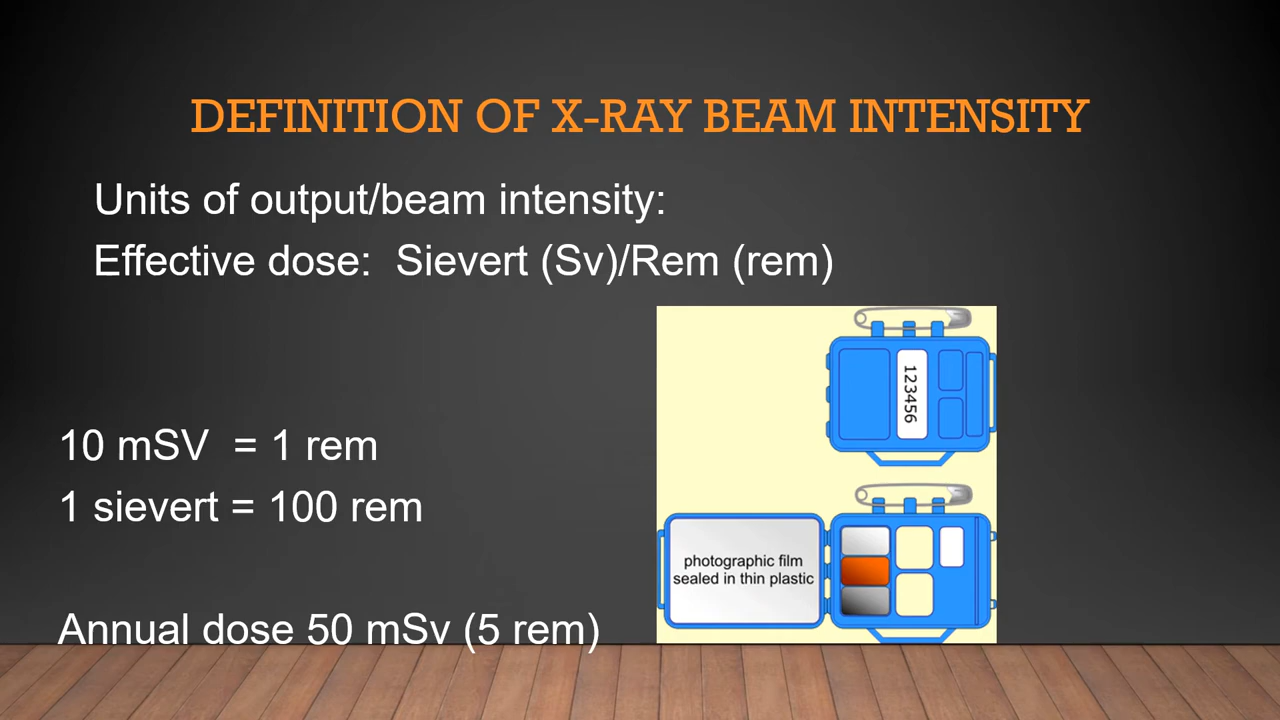 DEFINITION OF X-RAY BEAM INTENSITY
Units of output/beam intensity:
Effective dose:  Sievert (Sv)/Rem (rem)
10 mSV  = 1 rem
1 sievert = 100 rem
Annual dose 50 mSv (5 rem)
123456
photographic film
sealed in thin plastic